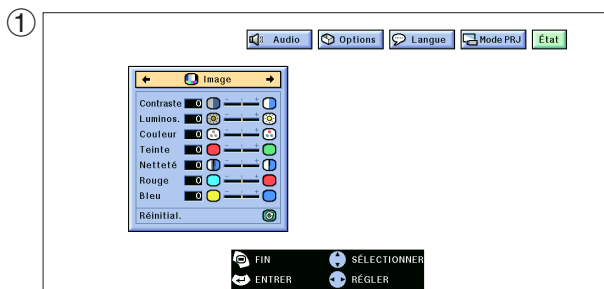 ①
Audio Options Langue Mode PRJ État
Image
Contraste 0 - +
Luminos. 0 - +
Couleur 0 - +
Teinte 0 - +
Netteté 0 - +
Rouge 0 - +
Bleu 0 - +
Réinitial.
FIN SÉLECTIONNER
ENTRER RÉGLER